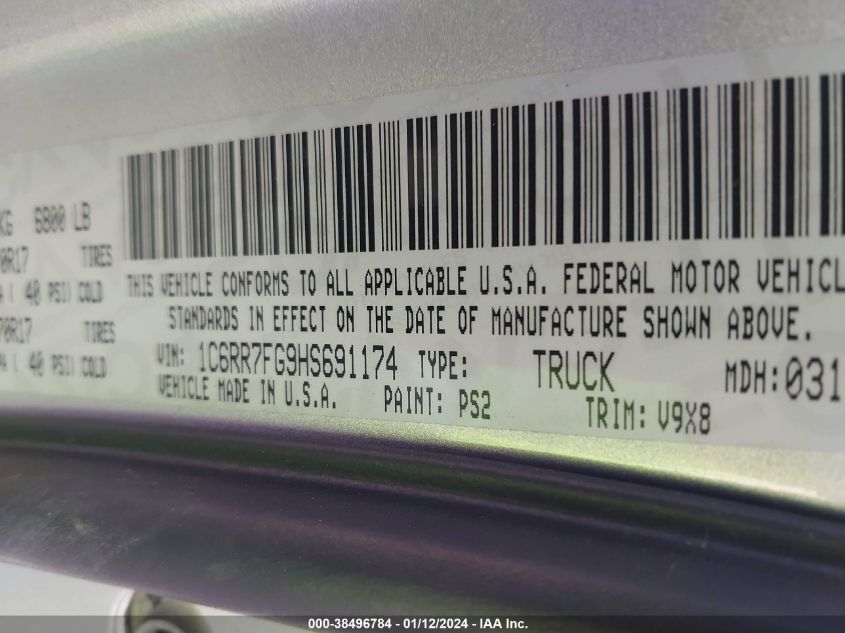 KG 6800 LB
70R17 TIRES
A ( 40 PSI) COLD
70R17 TIRES
PA ( 40 PSI) COLD
THIS VEHICLE CONFORMS TO ALL APPLICABLE U.S.A. FEDERAL MOTOR VEHICL
STANDARDS IN EFFECT ON THE DATE OF MANUFACTURE SHOWN ABOVE.
VIN: 1C6RR7FG9HS691174 TYPE: TRUCK MDH:031
VEHICLE MADE IN U.S.A. PAINT: PS2 TRIM: V9X8
000-38496784 - 01/12/2024 - IAA Inc.